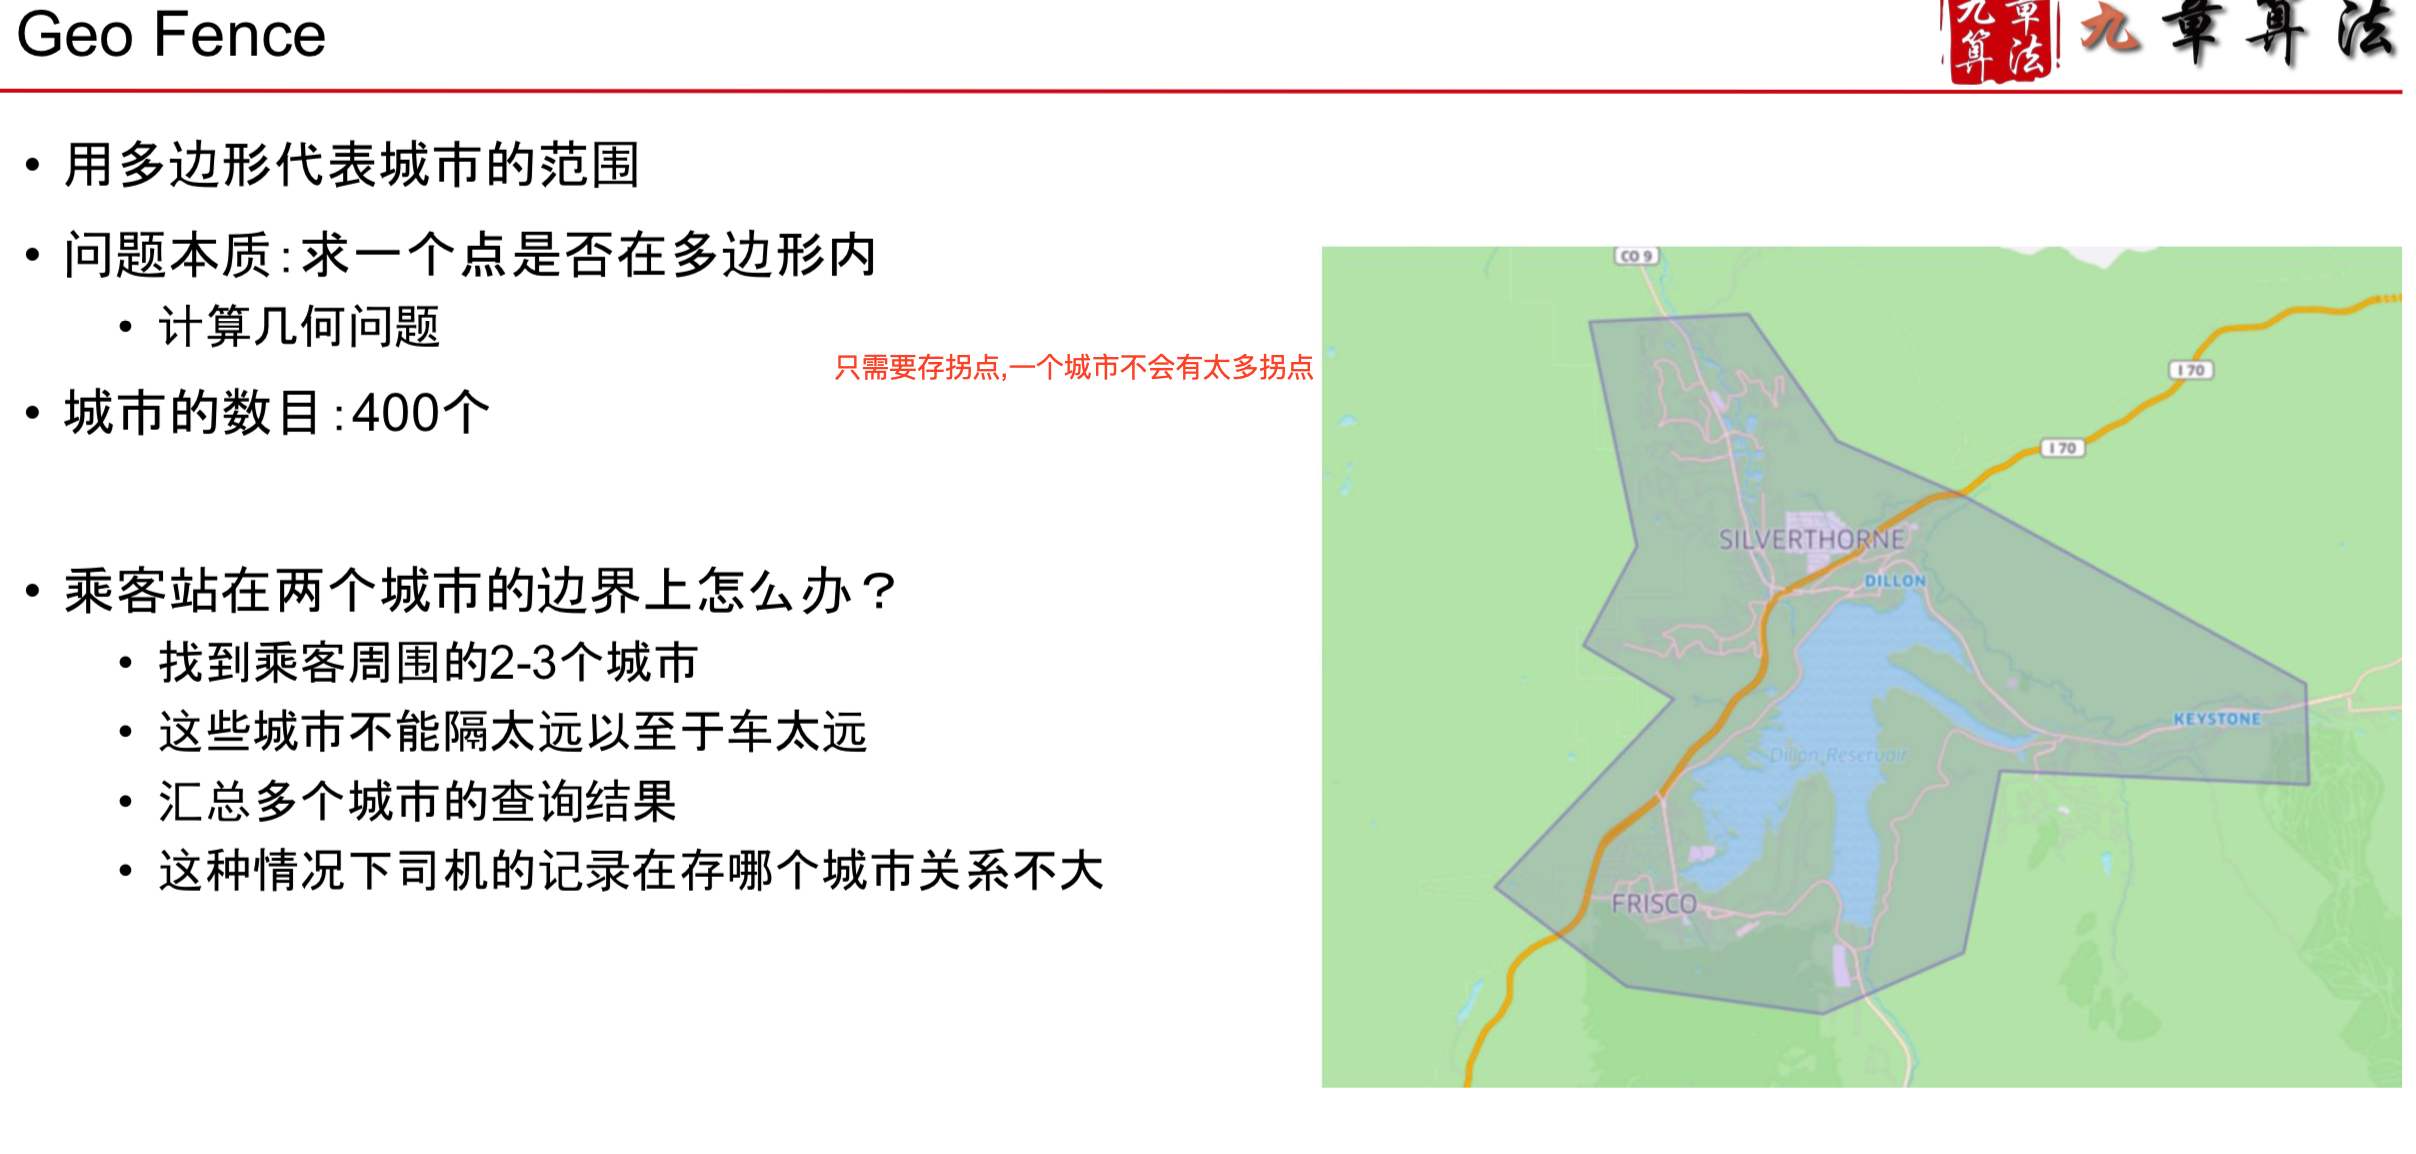 Geo Fence
九章算法
九章算法
• 用多边形代表城市的范围
• 问题本质:求一个点是否在多边形内
• 计算几何问题
只需要存拐点,一个城市不会有太多拐点
• 城市的数目:400个
• 乘客站在两个城市的边界上怎么办?
• 找到乘客周围的2-3个城市
• 这些城市不能隔太远以至于车太远
• 汇总多个城市的查询结果
• 这种情况下司机的记录在存哪个城市关系不大
CO 9
I 70
I 70
SILVERTHORNE
DILLON
KEYSTONE
Dillon Reservoir
FRISCO